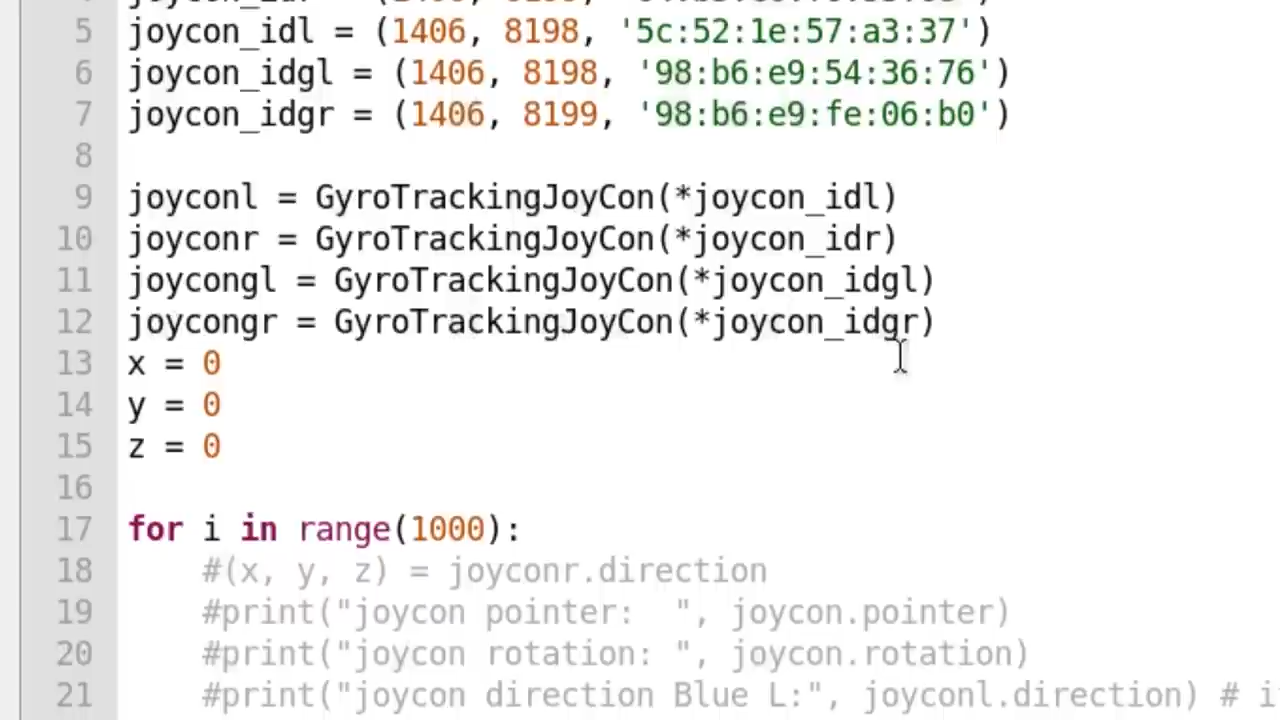 5 joycon_idl = (1406, 8198, '5c:52:1e:57:a3:37')
6 joycon_idgl = (1406, 8198, '98:b6:e9:54:36:76')
7 joycon_idgr = (1406, 8199, '98:b6:e9:fe:06:b0')
8
9 joyconl = GyroTrackingJoyCon(*joycon_idl)
10 joyconr = GyroTrackingJoyCon(*joycon_idr)
11 joycongl = GyroTrackingJoyCon(*joycon_idgl)
12 joycongr = GyroTrackingJoyCon(*joycon_idgr)
13 x = 0
14 y = 0
15 z = 0
16
17 for i in range(1000):
18     #(x, y, z) = joyconr.direction
19     #print("joycon pointer:  ", joycon.pointer)
20     #print("joycon rotation: ", joycon.rotation)
21     #print("joycon direction Blue L:", joyconl.direction) #